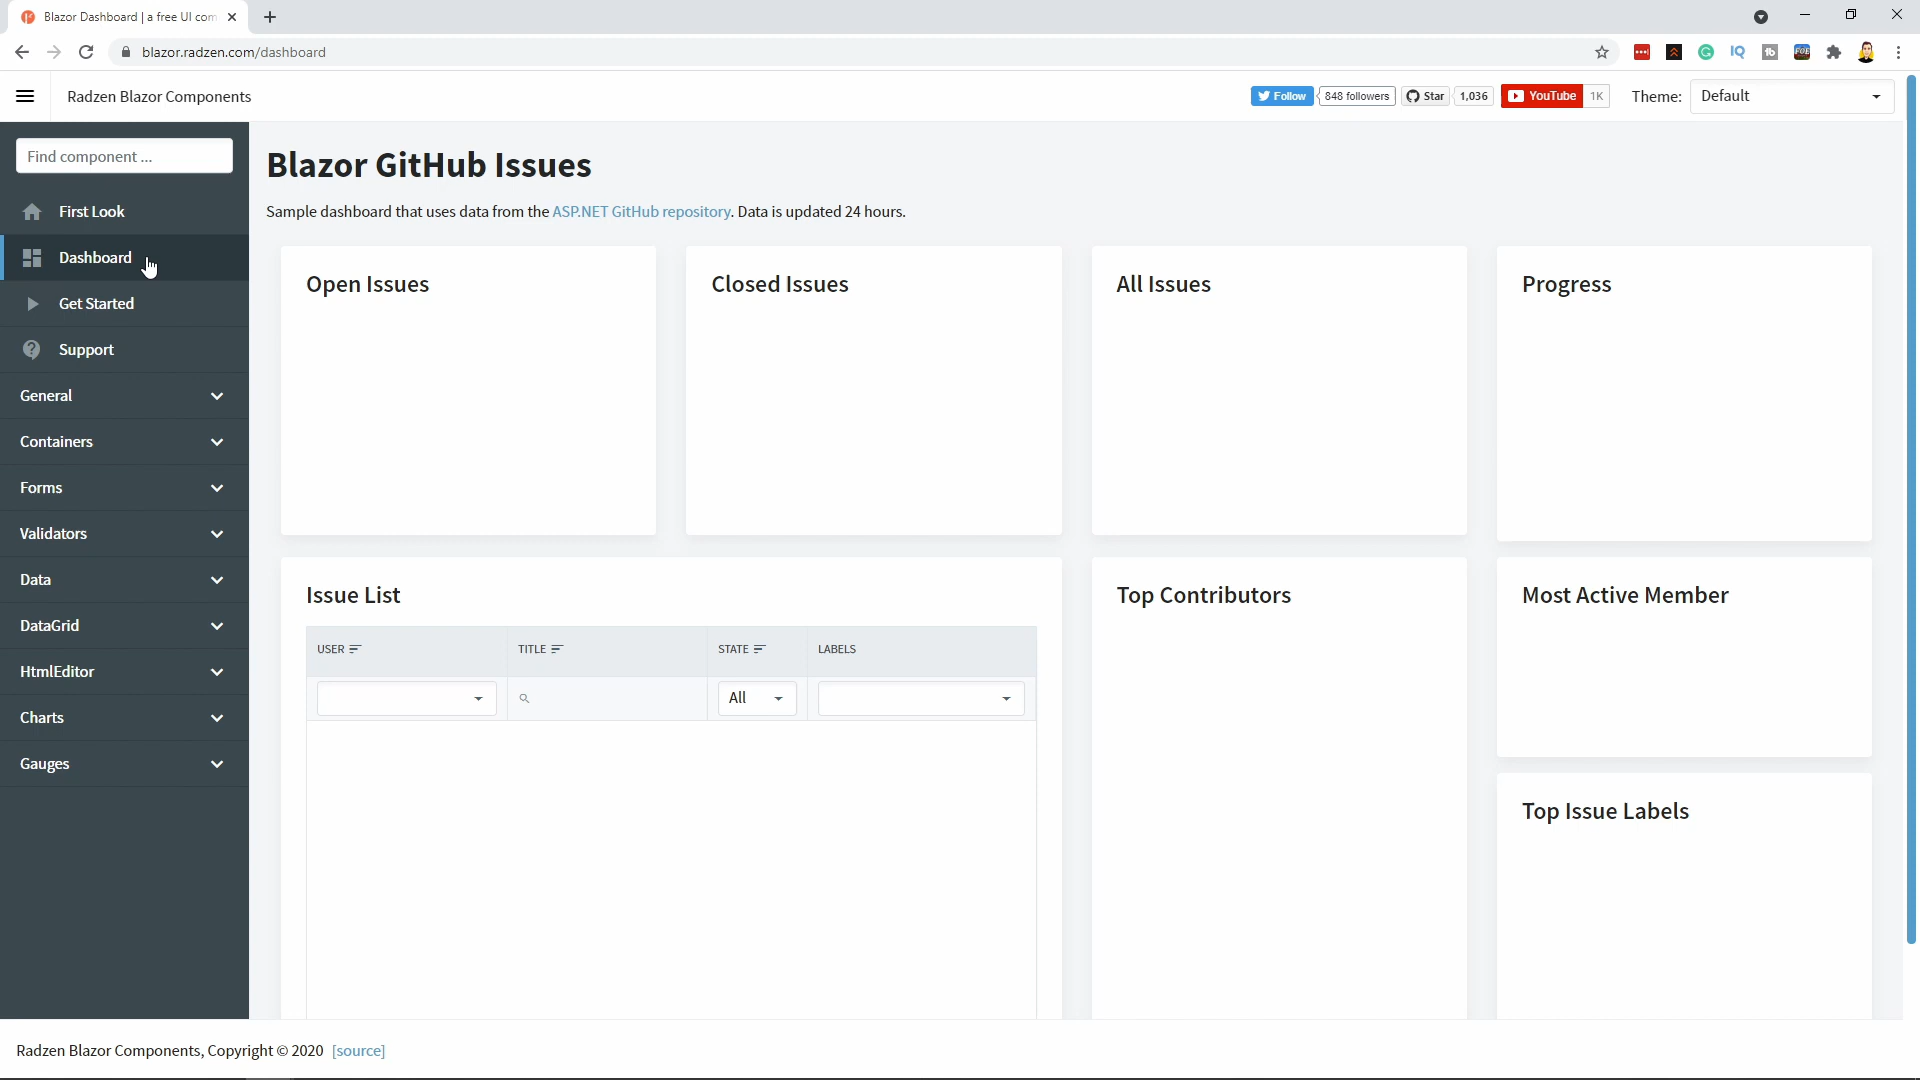 Blazor Dashboard | a free UI com
blazor.radzen.com/dashboard
Radzen Blazor Components
Follow
848 followers
Star
1,036
YouTube
1K
Theme:
Default
Find component ...
First Look
Dashboard
Get Started
Support
General
Containers
Forms
Validators
Data
DataGrid
HtmlEditor
Charts
Gauges
Blazor GitHub Issues
Sample dashboard that uses data from the ASP.NET GitHub repository. Data is updated 24 hours.
Open Issues
Closed Issues
All Issues
Progress
Issue List
USER
TITLE
STATE
LABELS
All
Top Contributors
Most Active Member
Top Issue Labels
Radzen Blazor Components, Copyright © 2020 [source]